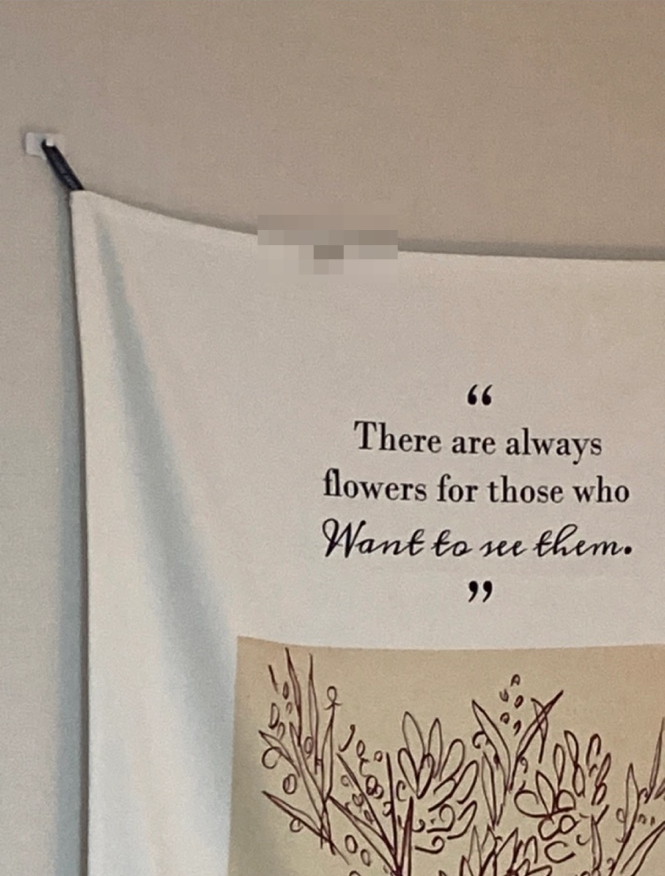 “
There are always
flowers for those who
Want to see them.
”